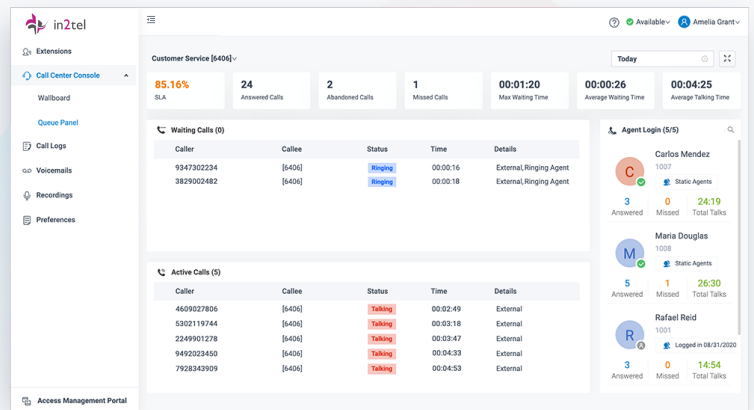 in2tel
Available
Amelia Grant
Extensions
Call Center Console
Wallboard
Queue Panel
Call Logs
Voicemails
Recordings
Preferences
Access Management Portal
Customer Service [6406]
Today
85.16%
SLA
24
Answered Calls
2
Abandoned Calls
1
Missed Calls
00:01:20
Max Waiting Time
00:00:26
Average Waiting Time
00:04:25
Average Talking Time
Waiting Calls (0)
Caller Callee Status Time Details
9347302234 [6406] Ringing 00:00:16 External,Ringing Agent
3829002482 [6406] Ringing 00:00:18 External,Ringing Agent
Active Calls (5)
Caller Callee Status Time Details
4609027806 [6406] Talking 00:02:49 External
5302119744 [6406] Talking 00:03:18 External
2249901278 [6406] Talking 00:03:47 External
9492023450 [6406] Talking 00:04:33 External
7928343909 [6406] Talking 00:04:53 External
Agent Login (5/5)
C
Carlos Mendez
1007
Static Agents
3 0 24:19
Answered Missed Total Talks
M
Maria Douglas
1008
Static Agents
5 1 26:30
Answered Missed Total Talks
R
Rafael Reid
1001
Logged in 08/31/2020
3 0 14:54
Answered Missed Total Talks